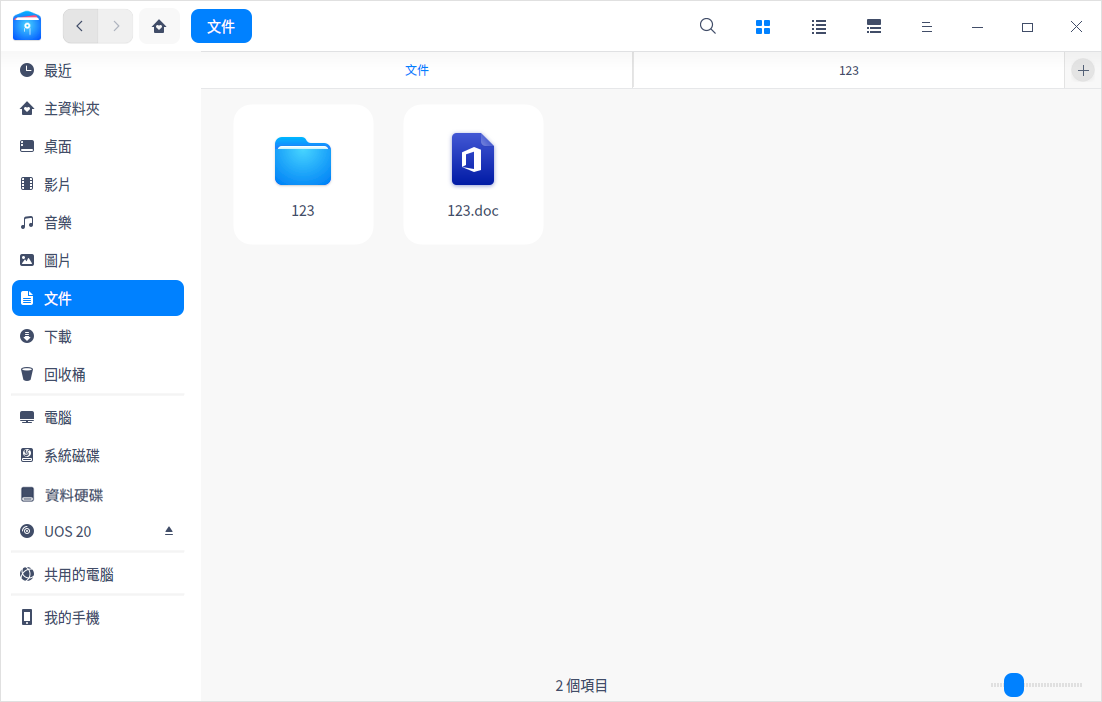 文件
最近
主資料夾
桌面
影片
音樂
圖片
文件
下載
回收桶
電腦
系統磁碟
資料硬碟
UOS 20
共用的電腦
我的手機
文件
123
123
123.doc
2 個項目